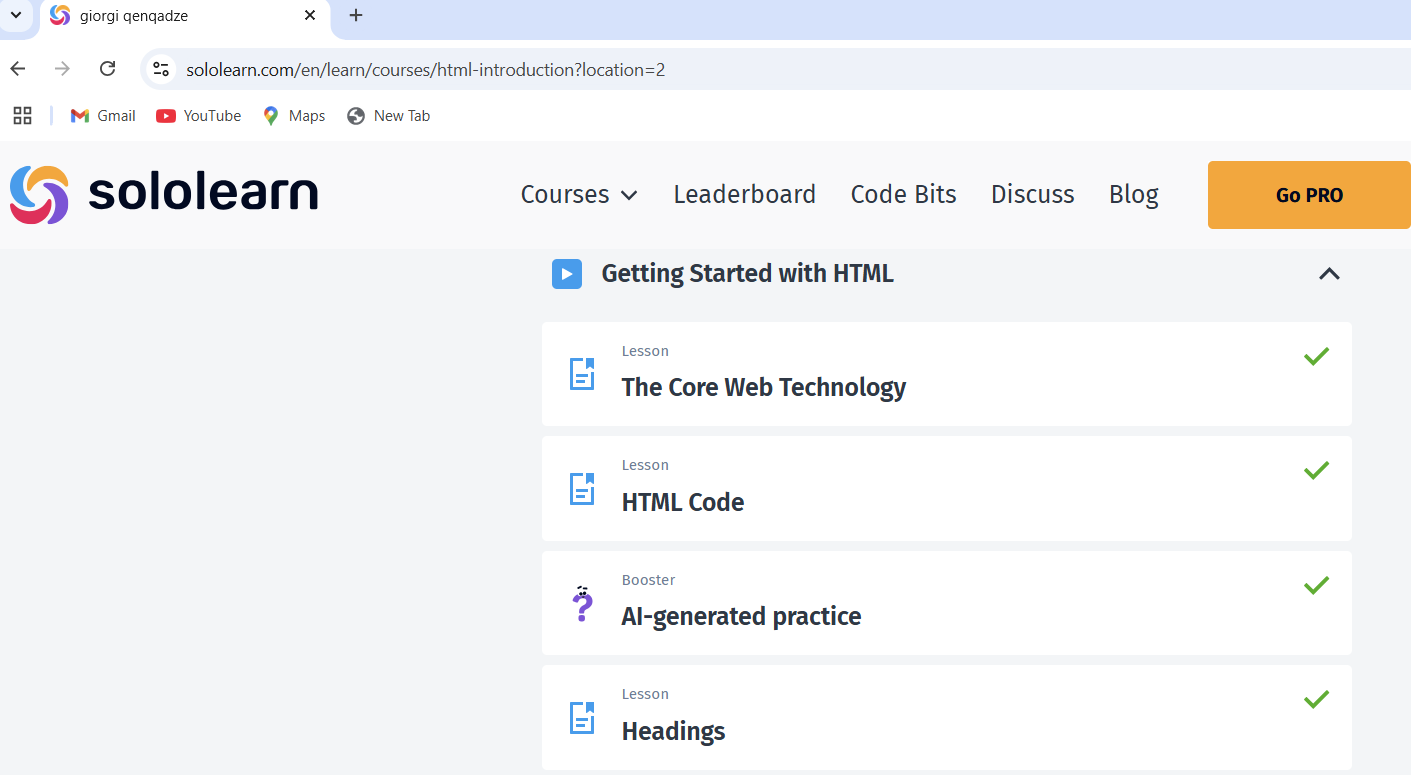 giorgi qenqadze
sololearn.com/en/learn/courses/html-introduction?location=2
Gmail YouTube Maps New Tab
sololearn Courses Leaderboard Code Bits Discuss Blog Go PRO
Getting Started with HTML
Lesson
The Core Web Technology
Lesson
HTML Code
Booster
AI-generated practice
Lesson
Headings